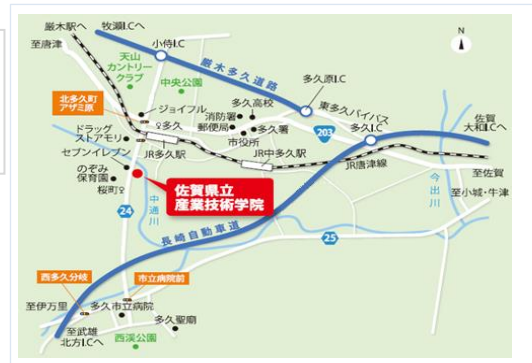 厳木駅へ
牧瀬I.Cへ
至唐津
小侍I.C
N
天山
カントリー
クラブ
中央公園
厳木多久道路
多久原I.C
東多久バイパス
北多久町
アザミ原
ジョイフル
多久高校
消防署
郵便局
多久署
市役所
203
多久I.C
佐賀
大和I.Cへ
ドラッグ
ストアモリ
♀多久
JR多久駅
JR中多久駅
JR唐津線
セブンイレブン
のぞみ
保育園
桜町♀
佐賀県立
産業技術学院
至佐賀
至小城・牛津
今出川
中通川
24
長崎自動車道
25
西多久分岐
市立病院前
至伊万里
多久市立病院
多久聖廟
至武雄
北方I.Cへ
西渓公園